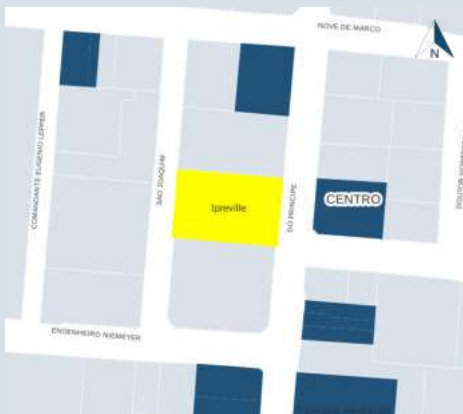 NOVE DE MARCO
N
COMANDANTE EUGENIO LEPPER
SAO JOAQUIM
Ipreville
DO PRINCIPE
CENTRO
ENGENHEIRO NIEMEYER